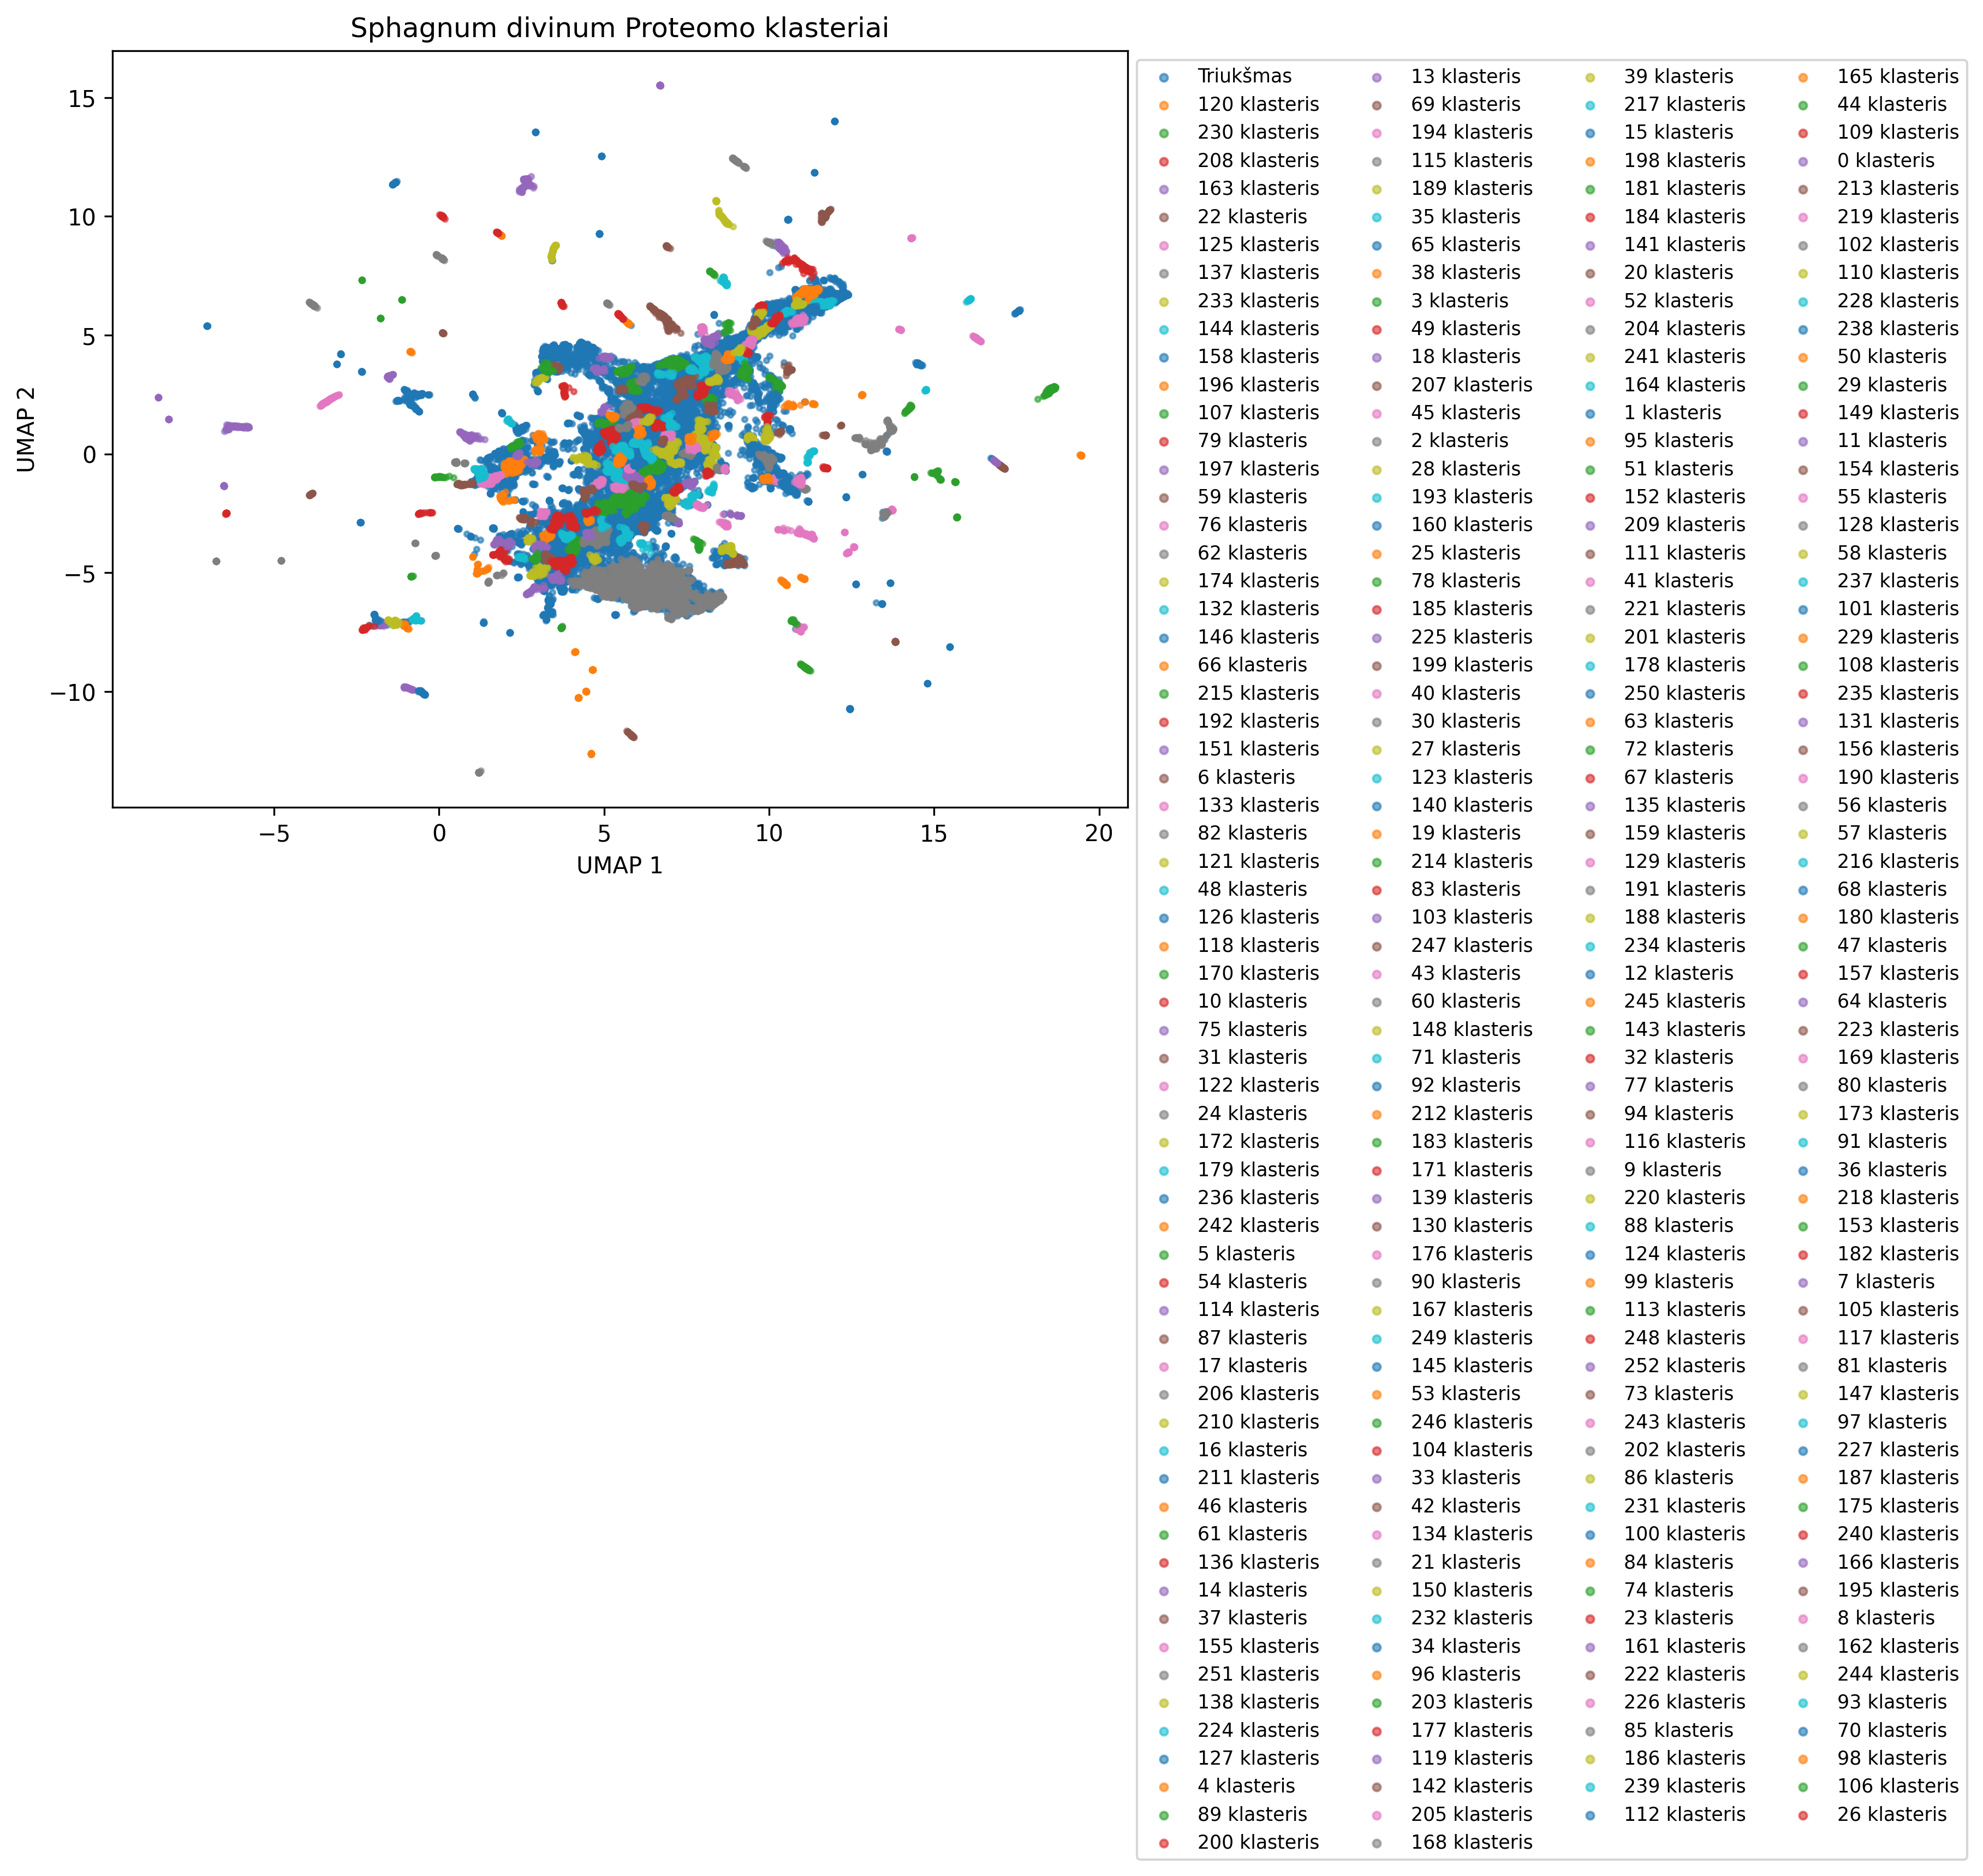 Sphagnum divinum Proteomo klasteriai
UMAP 2
15
10
5
0
−5
−10
−5
0
5
10
15
20
UMAP 1
Triukšmas
120 klasteris
230 klasteris
208 klasteris
163 klasteris
22 klasteris
125 klasteris
137 klasteris
233 klasteris
144 klasteris
158 klasteris
196 klasteris
107 klasteris
79 klasteris
197 klasteris
59 klasteris
76 klasteris
62 klasteris
174 klasteris
132 klasteris
146 klasteris
66 klasteris
215 klasteris
192 klasteris
151 klasteris
6 klasteris
133 klasteris
82 klasteris
121 klasteris
48 klasteris
126 klasteris
118 klasteris
170 klasteris
10 klasteris
75 klasteris
31 klasteris
122 klasteris
24 klasteris
172 klasteris
179 klasteris
236 klasteris
242 klasteris
5 klasteris
54 klasteris
114 klasteris
87 klasteris
17 klasteris
206 klasteris
210 klasteris
16 klasteris
211 klasteris
46 klasteris
61 klasteris
136 klasteris
14 klasteris
37 klasteris
155 klasteris
251 klasteris
138 klasteris
224 klasteris
127 klasteris
4 klasteris
89 klasteris
200 klasteris
13 klasteris
69 klasteris
194 klasteris
115 klasteris
189 klasteris
35 klasteris
65 klasteris
38 klasteris
3 klasteris
49 klasteris
18 klasteris
207 klasteris
45 klasteris
2 klasteris
28 klasteris
193 klasteris
160 klasteris
25 klasteris
78 klasteris
185 klasteris
225 klasteris
199 klasteris
40 klasteris
30 klasteris
27 klasteris
123 klasteris
140 klasteris
19 klasteris
214 klasteris
83 klasteris
103 klasteris
247 klasteris
43 klasteris
60 klasteris
148 klasteris
71 klasteris
92 klasteris
212 klasteris
183 klasteris
171 klasteris
139 klasteris
130 klasteris
176 klasteris
90 klasteris
167 klasteris
249 klasteris
145 klasteris
53 klasteris
246 klasteris
104 klasteris
33 klasteris
42 klasteris
134 klasteris
21 klasteris
150 klasteris
232 klasteris
34 klasteris
96 klasteris
203 klasteris
177 klasteris
119 klasteris
142 klasteris
205 klasteris
168 klasteris
39 klasteris
217 klasteris
15 klasteris
198 klasteris
181 klasteris
184 klasteris
141 klasteris
20 klasteris
52 klasteris
204 klasteris
241 klasteris
164 klasteris
1 klasteris
95 klasteris
51 klasteris
152 klasteris
209 klasteris
111 klasteris
41 klasteris
221 klasteris
201 klasteris
178 klasteris
250 klasteris
63 klasteris
72 klasteris
67 klasteris
135 klasteris
159 klasteris
129 klasteris
191 klasteris
188 klasteris
234 klasteris
12 klasteris
245 klasteris
143 klasteris
32 klasteris
77 klasteris
94 klasteris
116 klasteris
9 klasteris
220 klasteris
88 klasteris
124 klasteris
99 klasteris
113 klasteris
248 klasteris
252 klasteris
73 klasteris
243 klasteris
202 klasteris
86 klasteris
231 klasteris
100 klasteris
84 klasteris
74 klasteris
23 klasteris
161 klasteris
222 klasteris
226 klasteris
85 klasteris
186 klasteris
239 klasteris
112 klasteris
165 klasteris
44 klasteris
109 klasteris
0 klasteris
213 klasteris
219 klasteris
102 klasteris
110 klasteris
228 klasteris
238 klasteris
50 klasteris
29 klasteris
149 klasteris
11 klasteris
154 klasteris
55 klasteris
128 klasteris
58 klasteris
237 klasteris
101 klasteris
229 klasteris
108 klasteris
235 klasteris
131 klasteris
156 klasteris
190 klasteris
56 klasteris
57 klasteris
216 klasteris
68 klasteris
180 klasteris
47 klasteris
157 klasteris
64 klasteris
223 klasteris
169 klasteris
80 klasteris
173 klasteris
91 klasteris
36 klasteris
218 klasteris
153 klasteris
182 klasteris
7 klasteris
105 klasteris
117 klasteris
81 klasteris
147 klasteris
97 klasteris
227 klasteris
187 klasteris
175 klasteris
240 klasteris
166 klasteris
195 klasteris
8 klasteris
162 klasteris
244 klasteris
93 klasteris
70 klasteris
98 klasteris
106 klasteris
26 klasteris